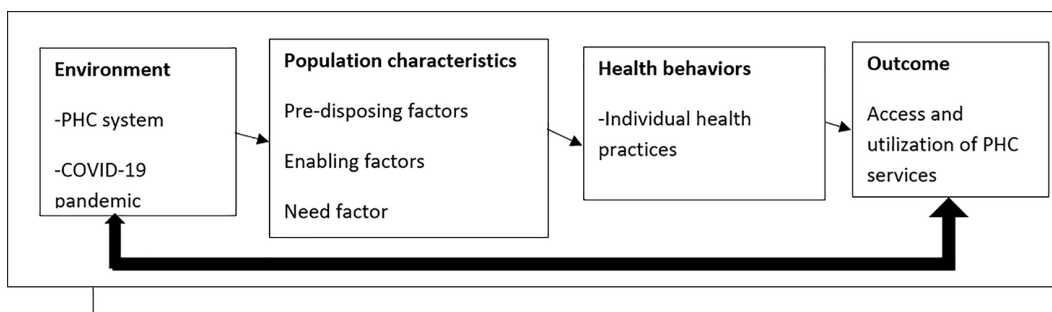 Environment
-PHC system
-COVID-19
pandemic
Population characteristics
Pre-disposing factors
Enabling factors
Need factor
Health behaviors
-Individual health
practices
Outcome
Access and
utilization of PHC
services